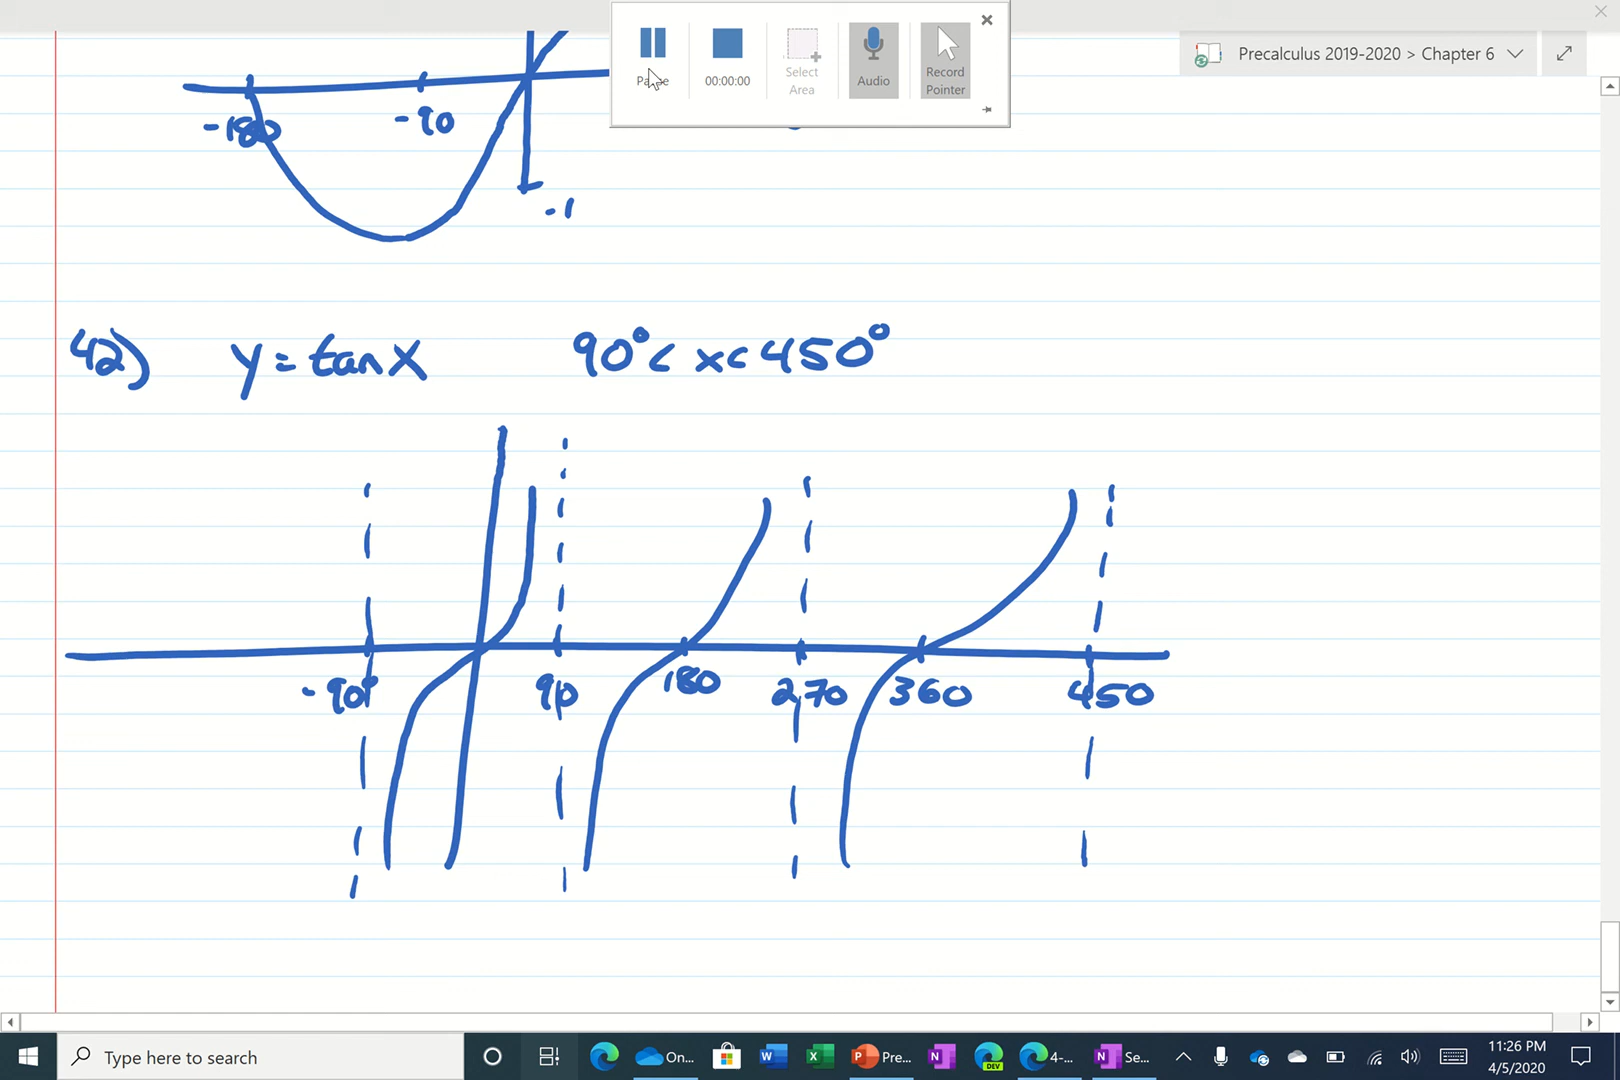 Precalculus 2019-2020 > Chapter 6
Pause
00:00:00
Select Area
Audio
Record Pointer
-180
-90
-1
42) y = tan x 90° < x < 450°
-90° 90 180 270 360 450
Type here to search
On...
Pre...
DEV
4-...
Se...
11:26 PM
4/5/2020